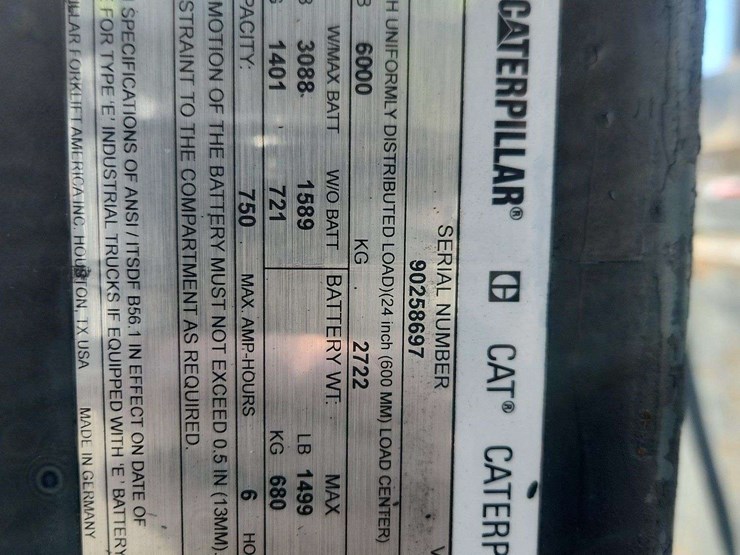 CATERPILLAR® CAT® CATERP
SERIAL NUMBER V
90258697
H UNIFORMLY DISTRIBUTED LOAD)(24 inch (600 MM) LOAD CENTER)
B 6000 KG 2722
W/MAX BATT W/O BATT BATTERY WT: MAX
B 3088 1589 LB 1499
G 1401 721 KG 680
PACITY: 750 MAX. AMP-HOURS 6 HO
MOTION OF THE BATTERY MUST NOT EXCEED 0.5 IN (13MM).
STRAINT TO THE COMPARTMENT AS REQUIRED.
SPECIFICATIONS OF ANSI / ITSDF B56.1 IN EFFECT ON DATE OF
FOR TYPE 'E' INDUSTRIAL TRUCKS IF EQUIPPED WITH 'E' BATTERY
LLAR FORKLIFT AMERICA INC. HOUSTON, TX USA MADE IN GERMANY